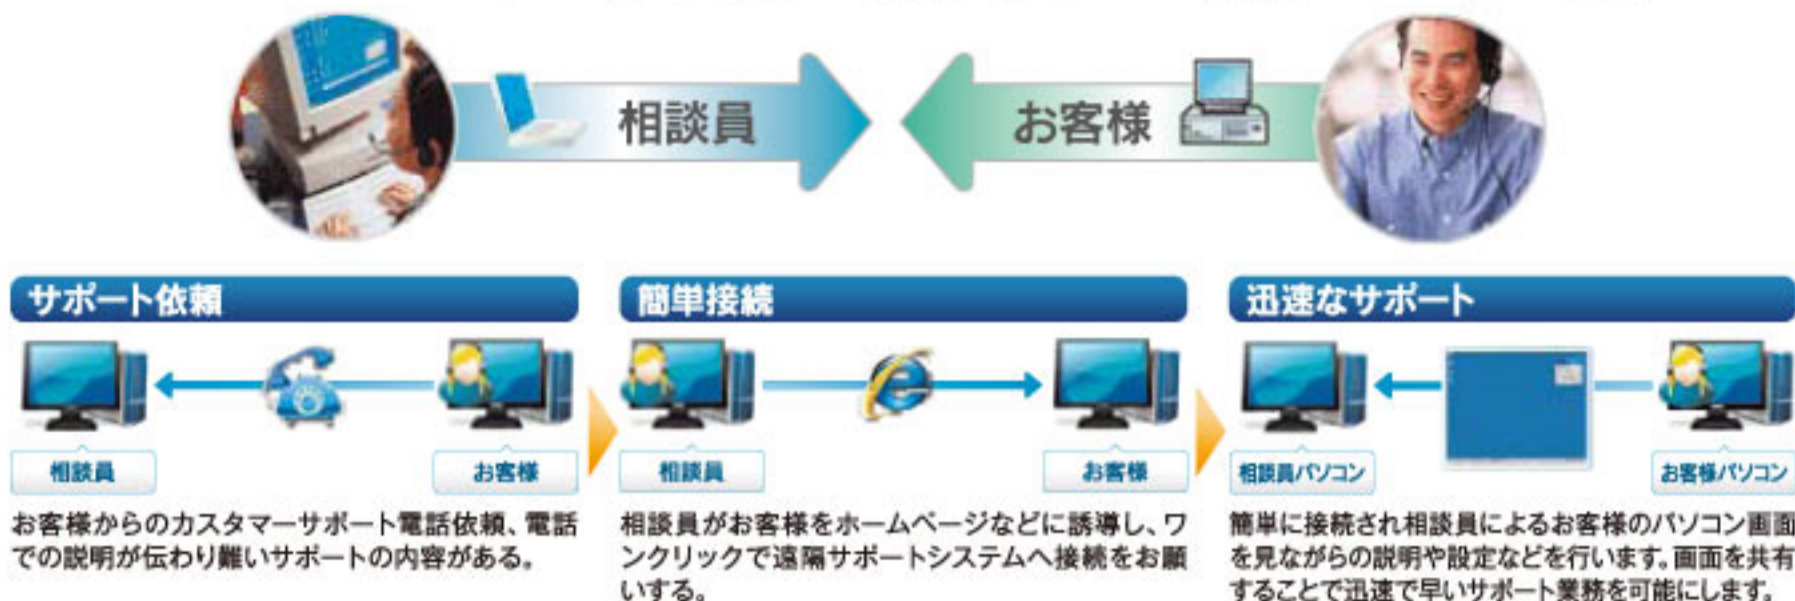 相談員
お客様
サポート依頼
簡単接続
迅速なサポート
相談員
お客様
相談員
お客様
相談員パソコン
お客様パソコン
お客様からのカスタマーサポート電話依頼、電話
での説明が伝わり難いサポートの内容がある。
相談員がお客様をホームページなどに誘導し、ワ
ンクリックで遠隔サポートシステムへ接続をお願
いする。
簡単に接続され相談員によるお客様のパソコン画面
を見ながらの説明や設定などを行います。画面を共有
することで迅速で早いサポート業務を可能にします。